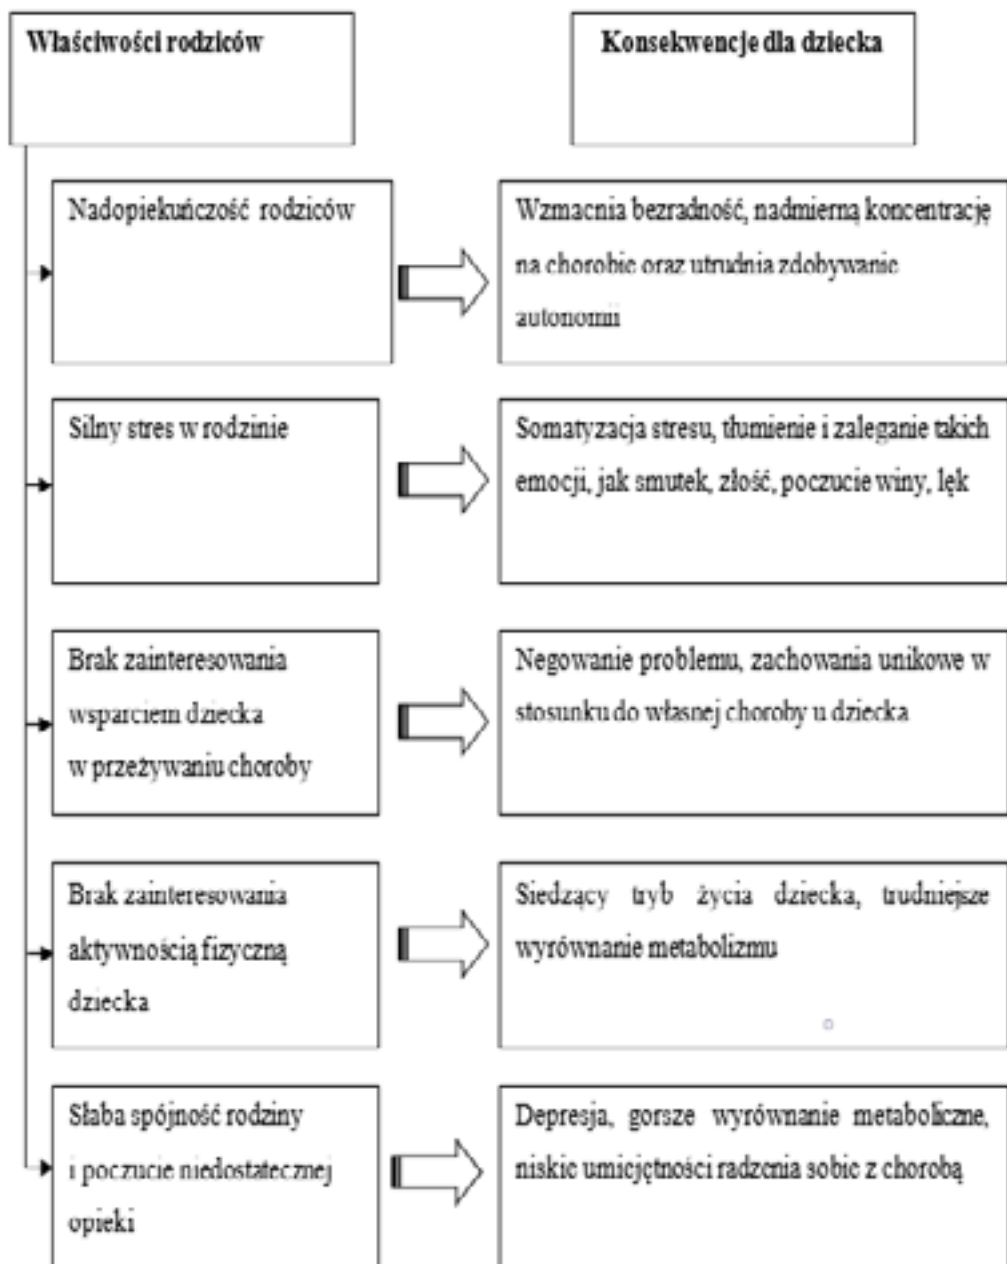 Właściwości rodziców
Konsekwencje dla dziecka
Nadopiekuńczość rodziców
Wzmacnia bezradność, nadmierną koncentrację
na chorobie oraz utrudnia zdobywanie
autonomii
Silny stres w rodzinie
Somatyzacja stresu, tłumienie i zaleganie takich
emocji, jak smutek, złość, poczucie winy, lęk
Brak zainteresowania
wsparciem dziecka
w przeżywaniu choroby
Negowanie problemu, zachowania unikowe w
stosunku do własnej choroby u dziecka
Brak zainteresowania
aktywnością fizyczną
dziecka
Siedzący tryb życia dziecka, trudniejsze
wyrównanie metabolizmu
Słaba spójność rodziny
i poczucie niedostatecznej
opieki
Depresja, gorsze wyrównanie metaboliczne,
niskie umiejętności radzenia sobie z chorobą